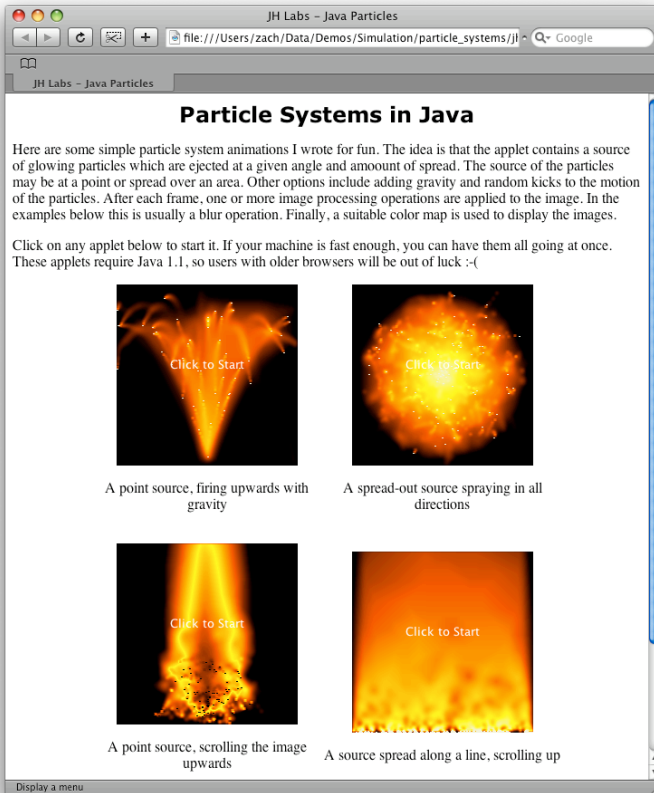 JH Labs - Java Particles
file:///Users/zach/Data/Demos/Simulation/particle_systems/jh
Google
JH Labs - Java Particles
Particle Systems in Java
Here are some simple particle system animations I wrote for fun. The idea is that the applet contains a source
of glowing particles which are ejected at a given angle and amoount of spread. The source of the particles
may be at a point or spread over an area. Other options include adding gravity and random kicks to the motion
of the particles. After each frame, one or more image processing operations are applied to the image. In the
examples below this is usually a blur operation. Finally, a suitable color map is used to display the images.
Click on any applet below to start it. If your machine is fast enough, you can have them all going at once.
These applets require Java 1.1, so users with older browsers will be out of luck :-(
Click to Start
Click to Start
A point source, firing upwards with
gravity
A spread-out source spraying in all
directions
Click to Start
Click to Start
A point source, scrolling the image
upwards
A source spread along a line, scrolling up
Display a menu